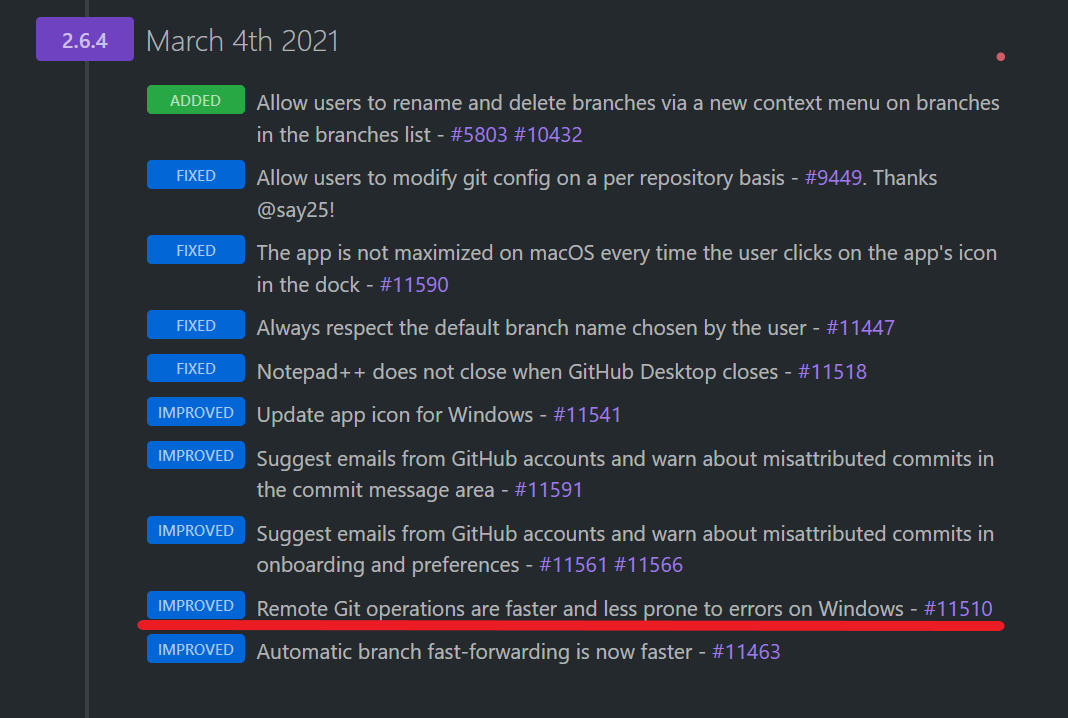 2.6.4 March 4th 2021
ADDED Allow users to rename and delete branches via a new context menu on branches
in the branches list - #5803 #10432
FIXED Allow users to modify git config on a per repository basis - #9449. Thanks
@say25!
FIXED The app is not maximized on macOS every time the user clicks on the app's icon
in the dock - #11590
FIXED Always respect the default branch name chosen by the user - #11447
FIXED Notepad++ does not close when GitHub Desktop closes - #11518
IMPROVED Update app icon for Windows - #11541
IMPROVED Suggest emails from GitHub accounts and warn about misattributed commits in
the commit message area - #11591
IMPROVED Suggest emails from GitHub accounts and warn about misattributed commits in
onboarding and preferences - #11561 #11566
IMPROVED Remote Git operations are faster and less prone to errors on Windows - #11510
IMPROVED Automatic branch fast-forwarding is now faster - #11463